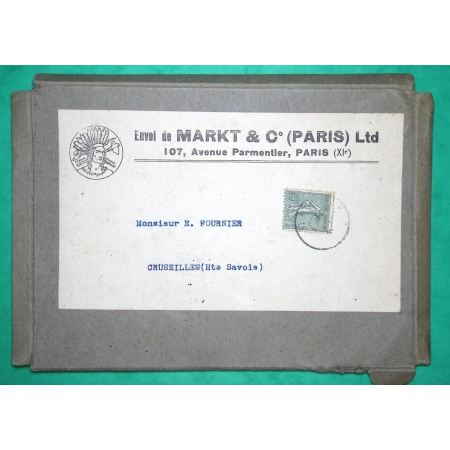 Envoi de MARKT & Cº (PARIS) Ltd
107, Avenue Parmentier, PARIS (XIᵉ)
Monsieur E. FOURNIER
CRUSEILLES(Hte Savoie)